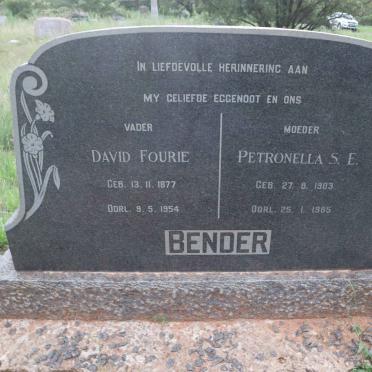 IN LIEFDEVOLLE HERINNERING AAN
MY GELIEFDE EGGENOOT EN ONS
VADER
DAVID FOURIE
GEB. 13. 11. 1877
OORL. 9. 5. 1954
MOEDER
PETRONELLA S. E.
GEB. 27. 8. 1903
OORL. 25. 1. 1985
BENDER